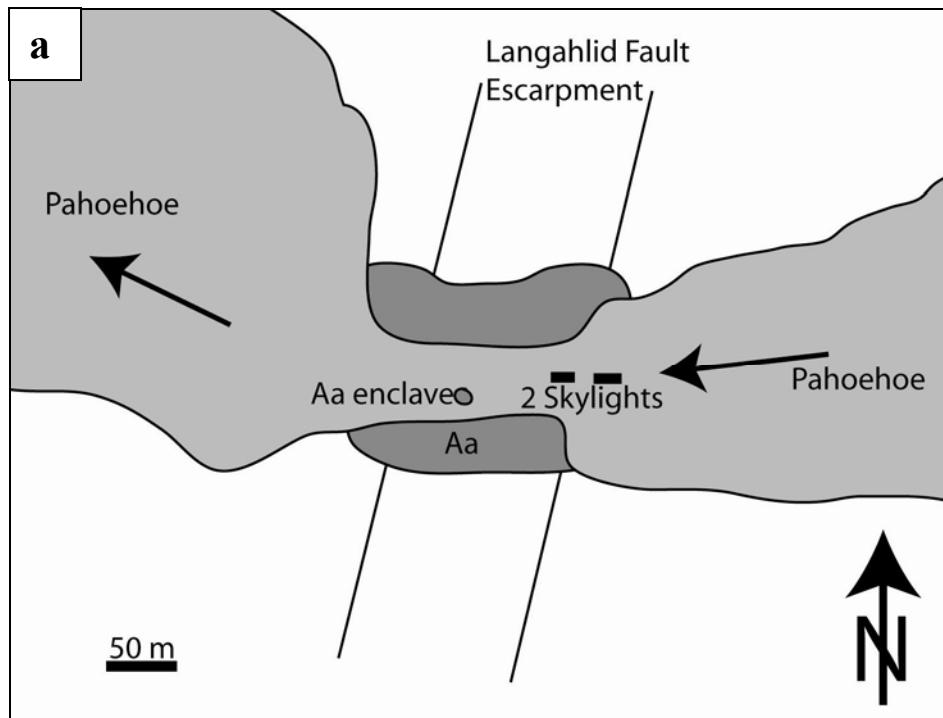 a
Langahlid Fault
Escarpment
Pahoehoe
Pahoehoe
Aa enclave
2 Skylights
Aa
50 m
N